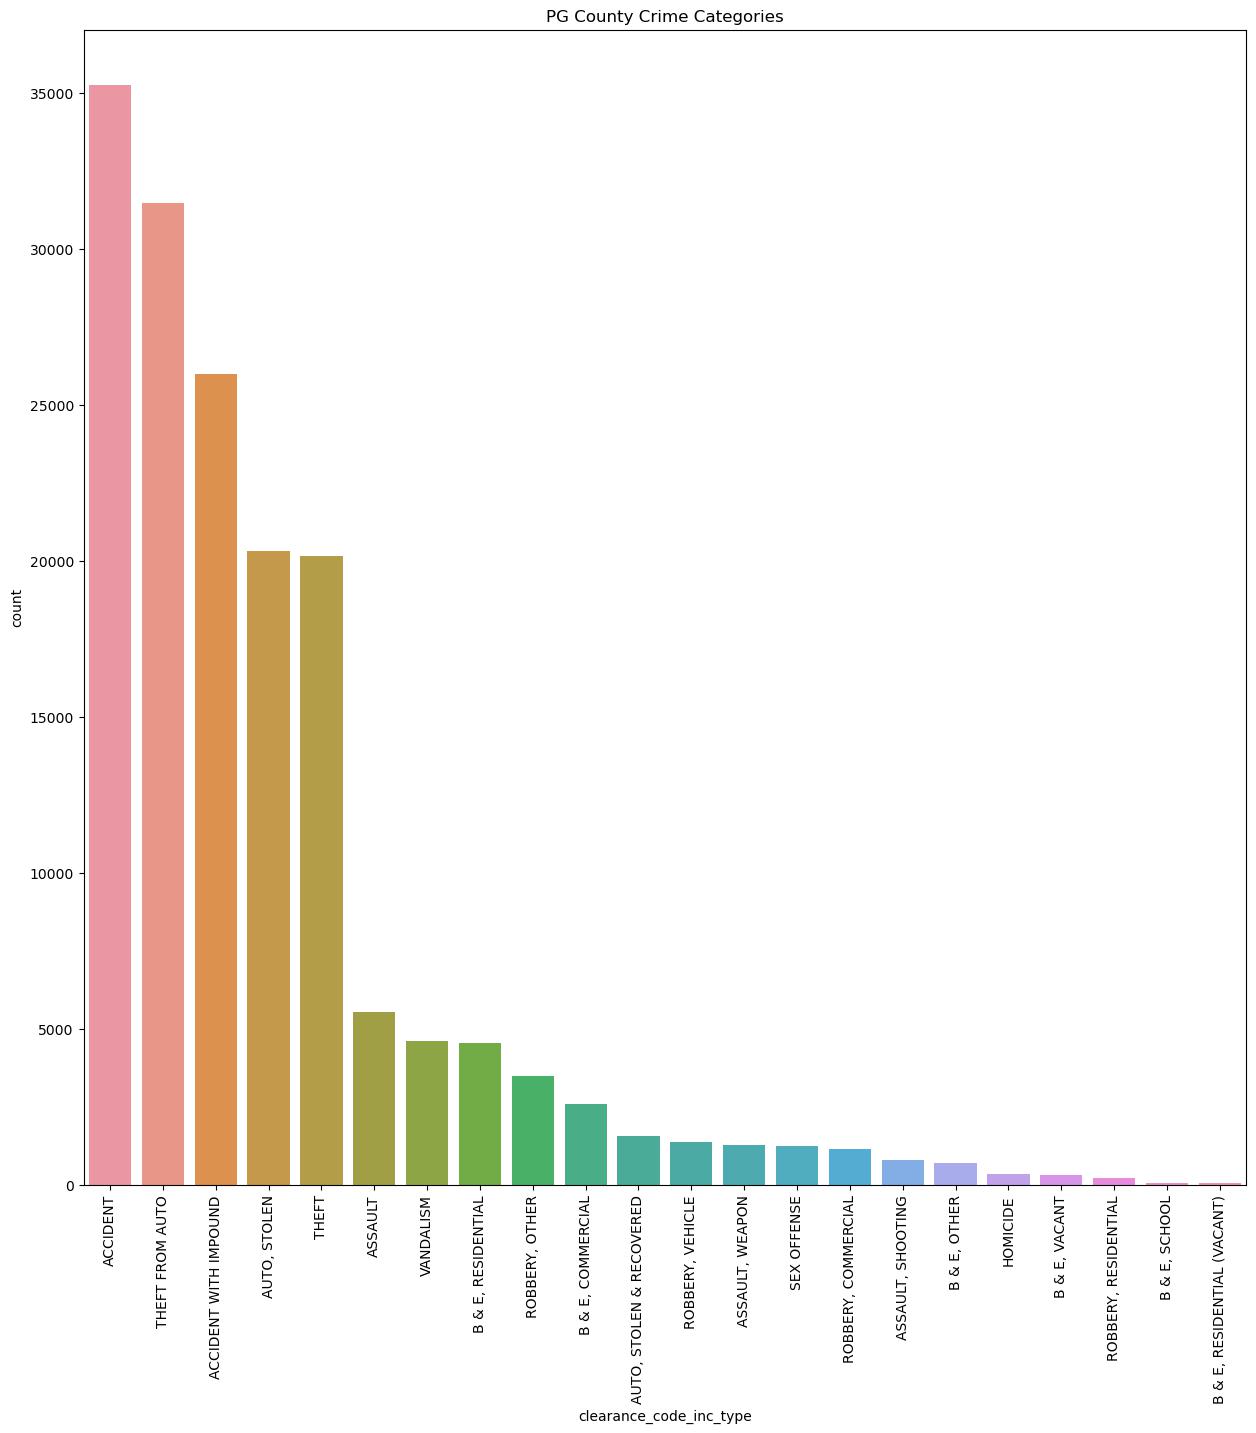 PG County Crime Categories
35000
30000
25000
20000
15000
10000
5000
0
count
ACCIDENT
THEFT FROM AUTO
ACCIDENT WITH IMPOUND
AUTO, STOLEN
THEFT
ASSAULT
VANDALISM
B & E, RESIDENTIAL
ROBBERY, OTHER
B & E, COMMERCIAL
AUTO, STOLEN & RECOVERED
ROBBERY, VEHICLE
ASSAULT, WEAPON
SEX OFFENSE
ROBBERY, COMMERCIAL
ASSAULT, SHOOTING
B & E, OTHER
HOMICIDE
B & E, VACANT
ROBBERY, RESIDENTIAL
B & E, SCHOOL
B & E, RESIDENTIAL (VACANT)
clearance_code_inc_type